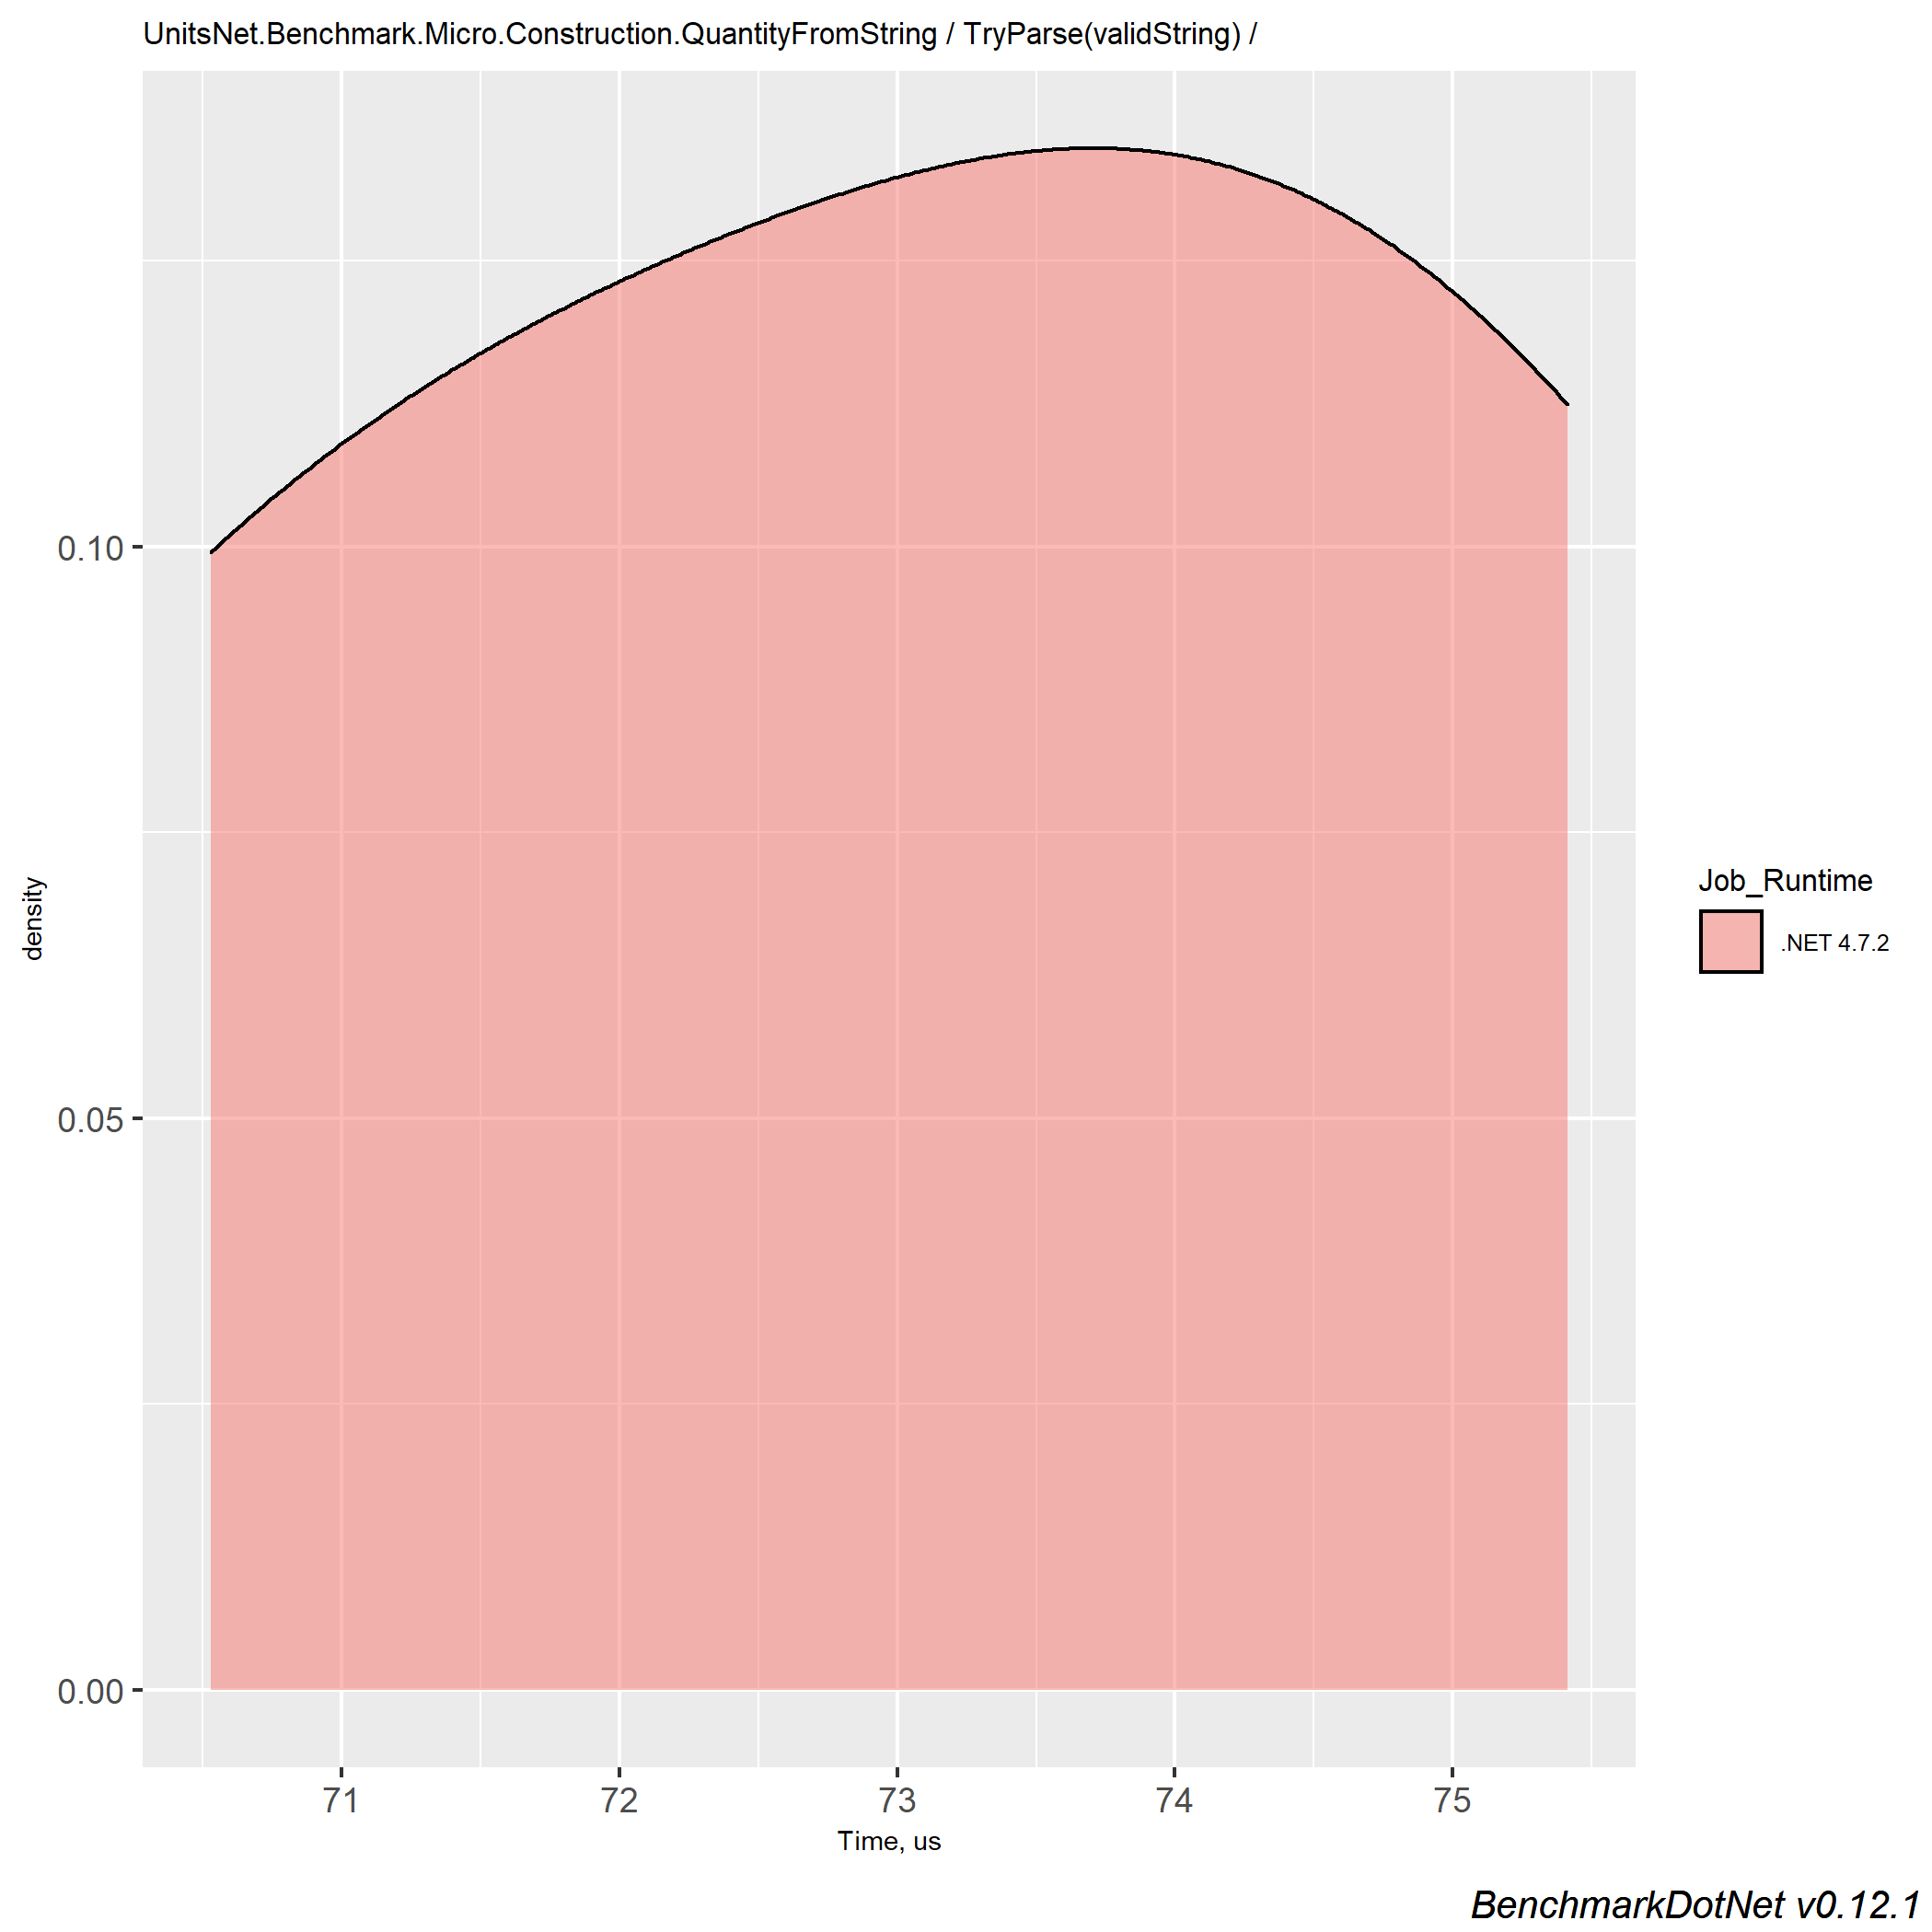 UnitsNet.Benchmark.Micro.Construction.QuantityFromString / TryParse(validString) /
0.10
0.05
0.00
density
71 72 73 74 75
Time, us
Job_Runtime
.NET 4.7.2
BenchmarkDotNet v0.12.1